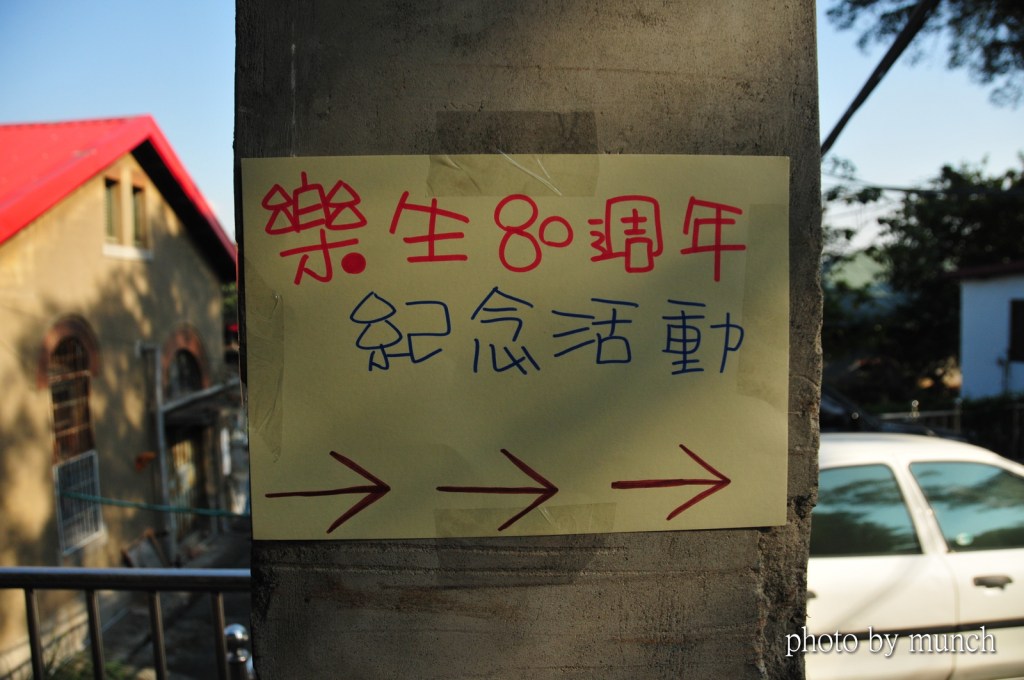 樂生80週年
紀念活動
→ → →
photo by munch